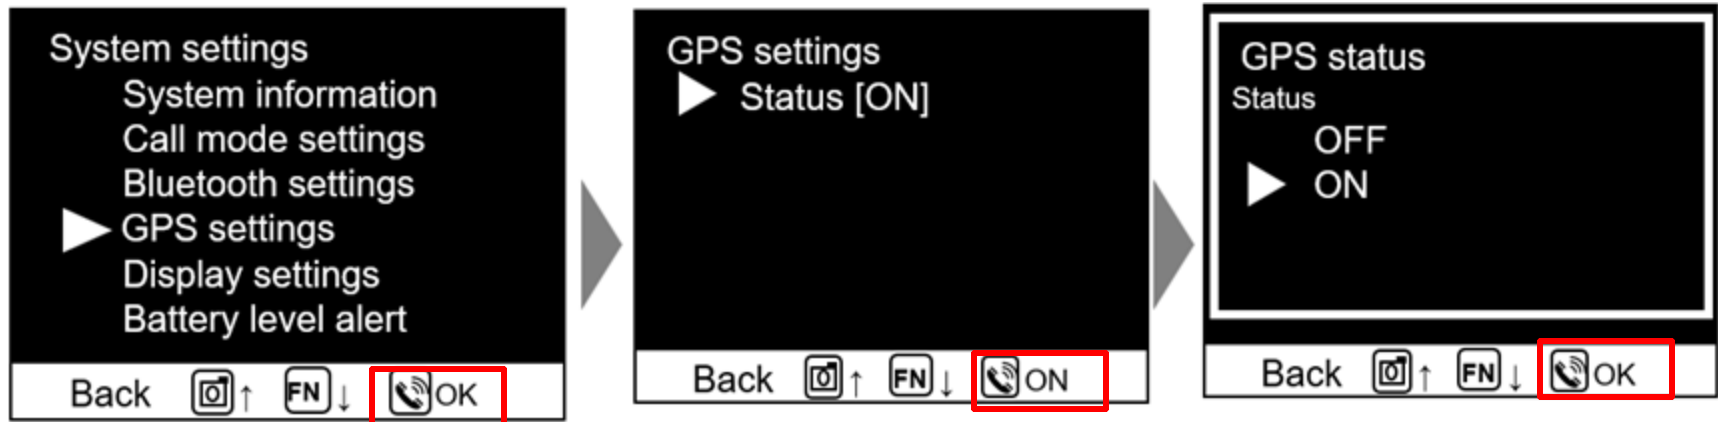 System settings
System information
Call mode settings
Bluetooth settings
GPS settings
Display settings
Battery level alert
Back ↑ FN ↓ OK
GPS settings
Status [ON]
Back ↑ FN ↓ ON
GPS status
Status
OFF
ON
Back ↑ FN ↓ OK